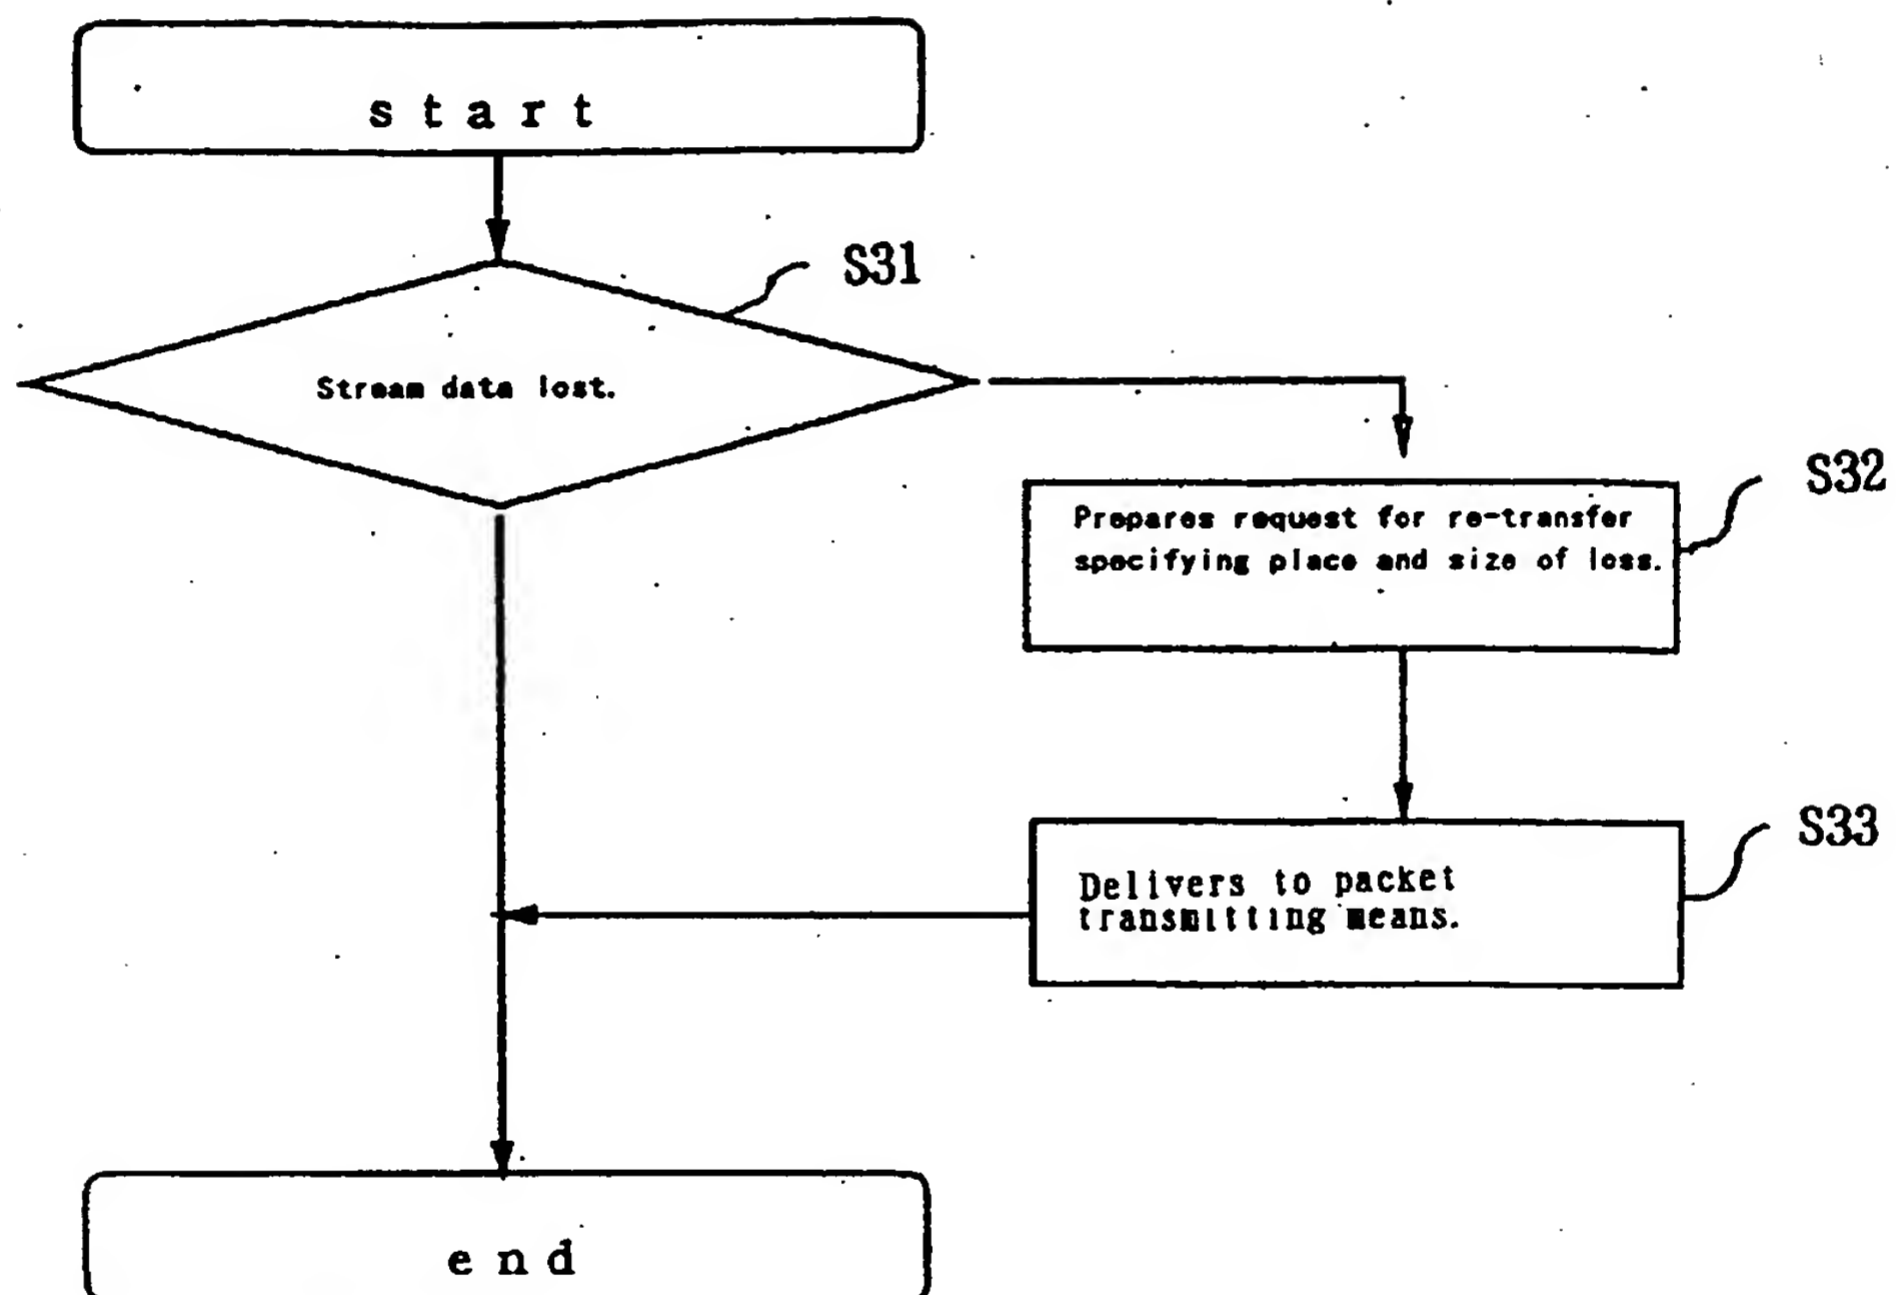 start
S31
Stream data lost.
S32
Prepares request for re-transfer
specifying place and size of loss.
S33
Delivers to packet
transmitting means.
end